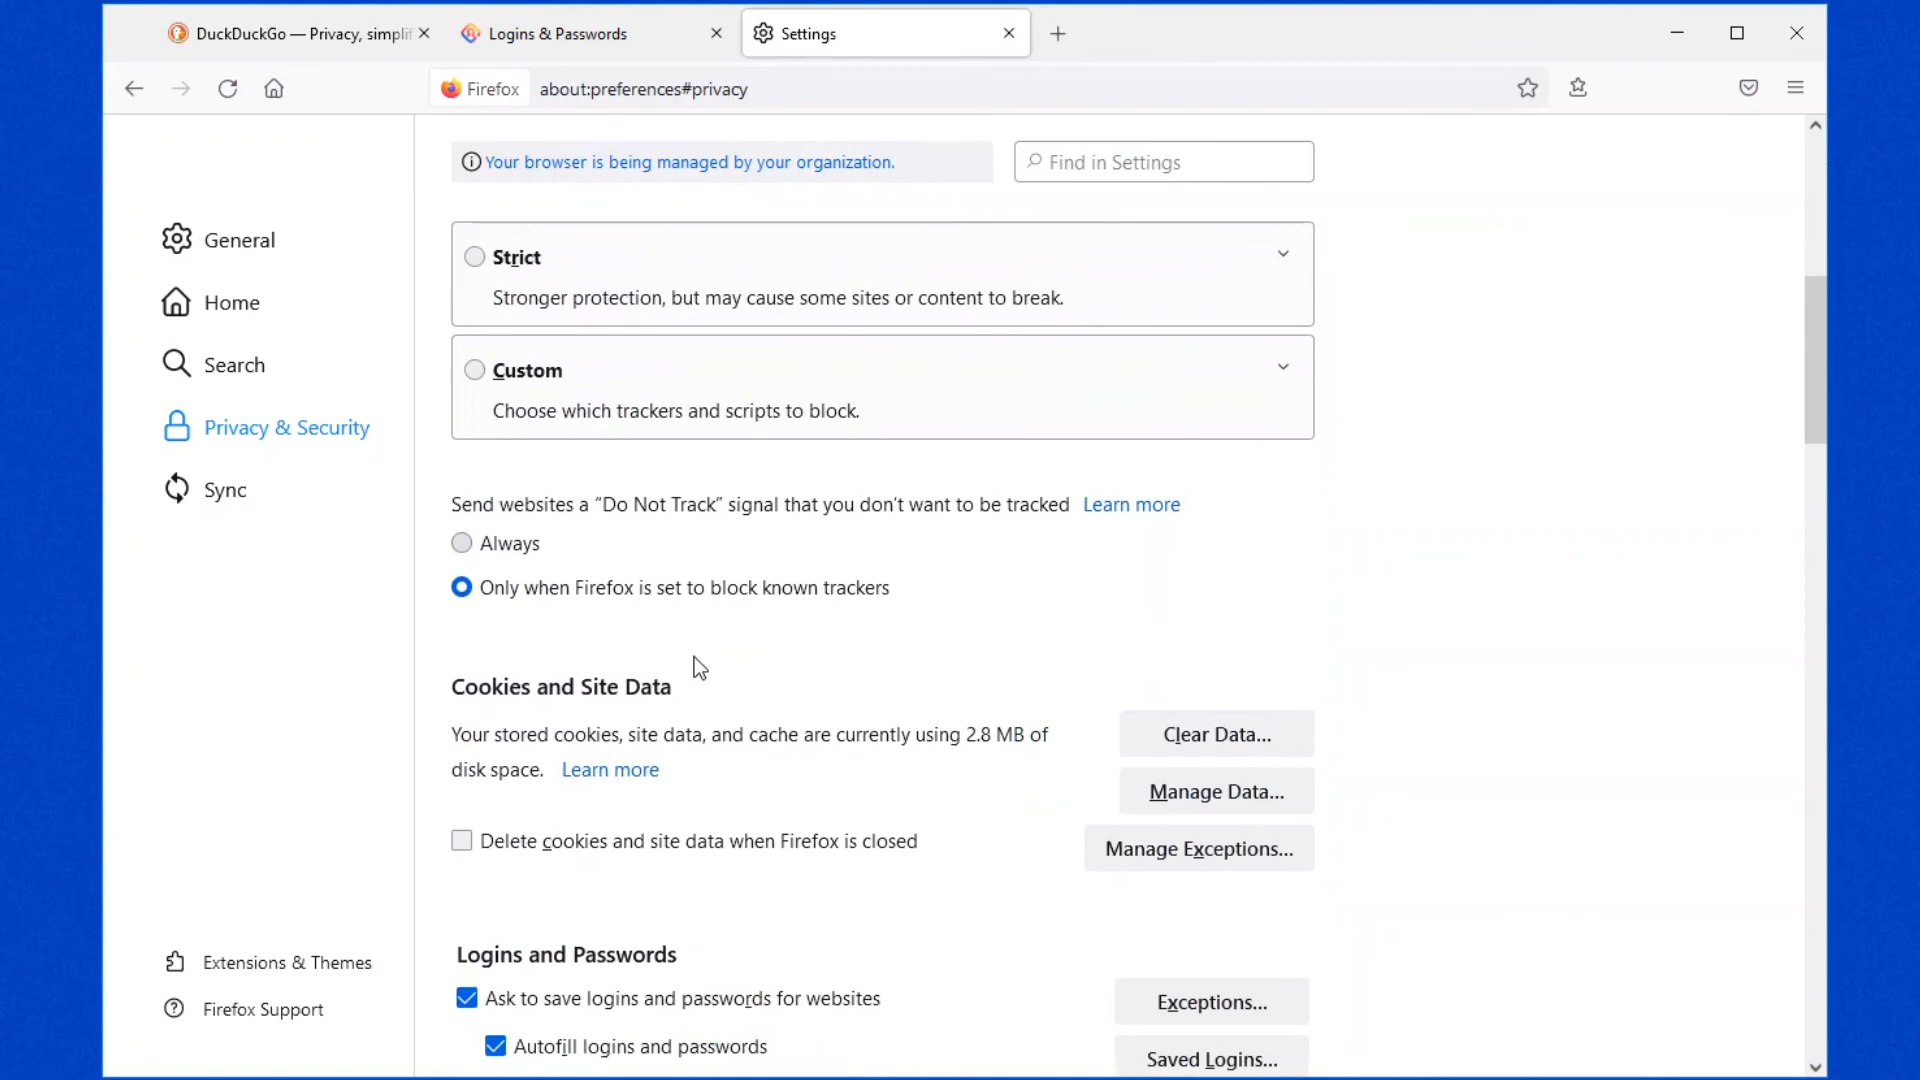 DuckDuckGo — Privacy, simplif
Logins & Passwords
Settings
Firefox
about:preferences#privacy
Your browser is being managed by your organization.
Find in Settings
General
Home
Search
Privacy & Security
Sync
Extensions & Themes
Firefox Support
Strict
Stronger protection, but may cause some sites or content to break.
Custom
Choose which trackers and scripts to block.
Send websites a “Do Not Track” signal that you don’t want to be tracked Learn more
Always
Only when Firefox is set to block known trackers
Cookies and Site Data
Your stored cookies, site data, and cache are currently using 2.8 MB of
disk space. Learn more
Clear Data...
Manage Data...
Delete cookies and site data when Firefox is closed
Manage Exceptions...
Logins and Passwords
Ask to save logins and passwords for websites
Exceptions...
Autofill logins and passwords
Saved Logins...